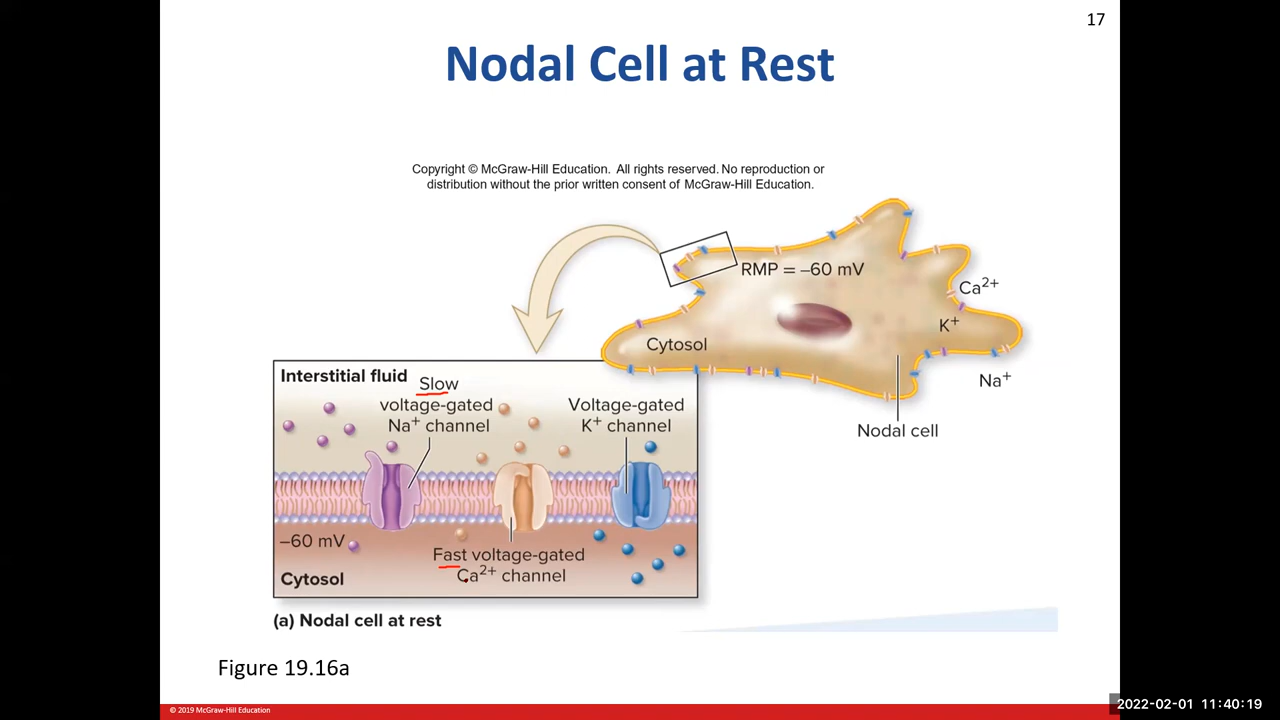 17
Nodal Cell at Rest
Copyright © McGraw-Hill Education. All rights reserved. No reproduction or
distribution without the prior written consent of McGraw-Hill Education.
RMP = –60 mV
Ca2+
K+
Cytosol
Na+
Nodal cell
Interstitial fluid
Slow
voltage-gated
Na+ channel
Voltage-gated
K+ channel
–60 mV
Fast voltage-gated
Ca2+ channel
Cytosol
(a) Nodal cell at rest
Figure 19.16a
© 2019 McGraw-Hill Education
2022-02-01 11:40:19